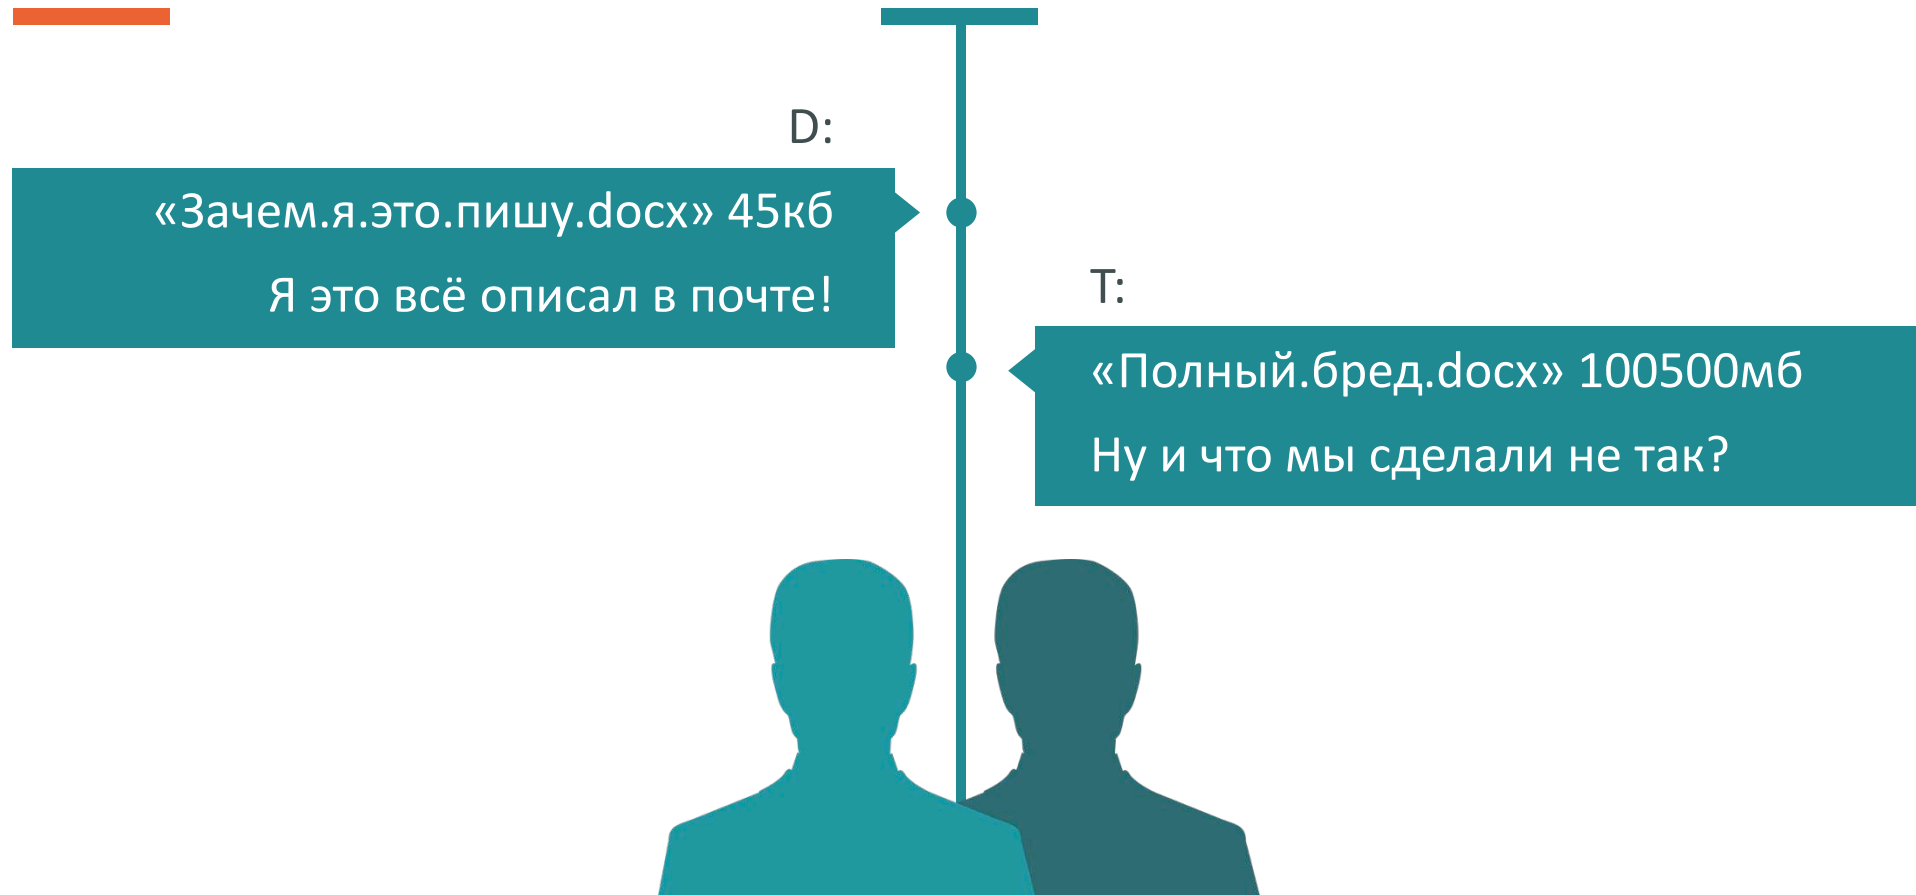 D:
«Зачем.я.это.пишу.docx» 45кб
Я это всё описал в почте!
T:
«Полный.бред.docx» 100500мб
Ну и что мы сделали не так?